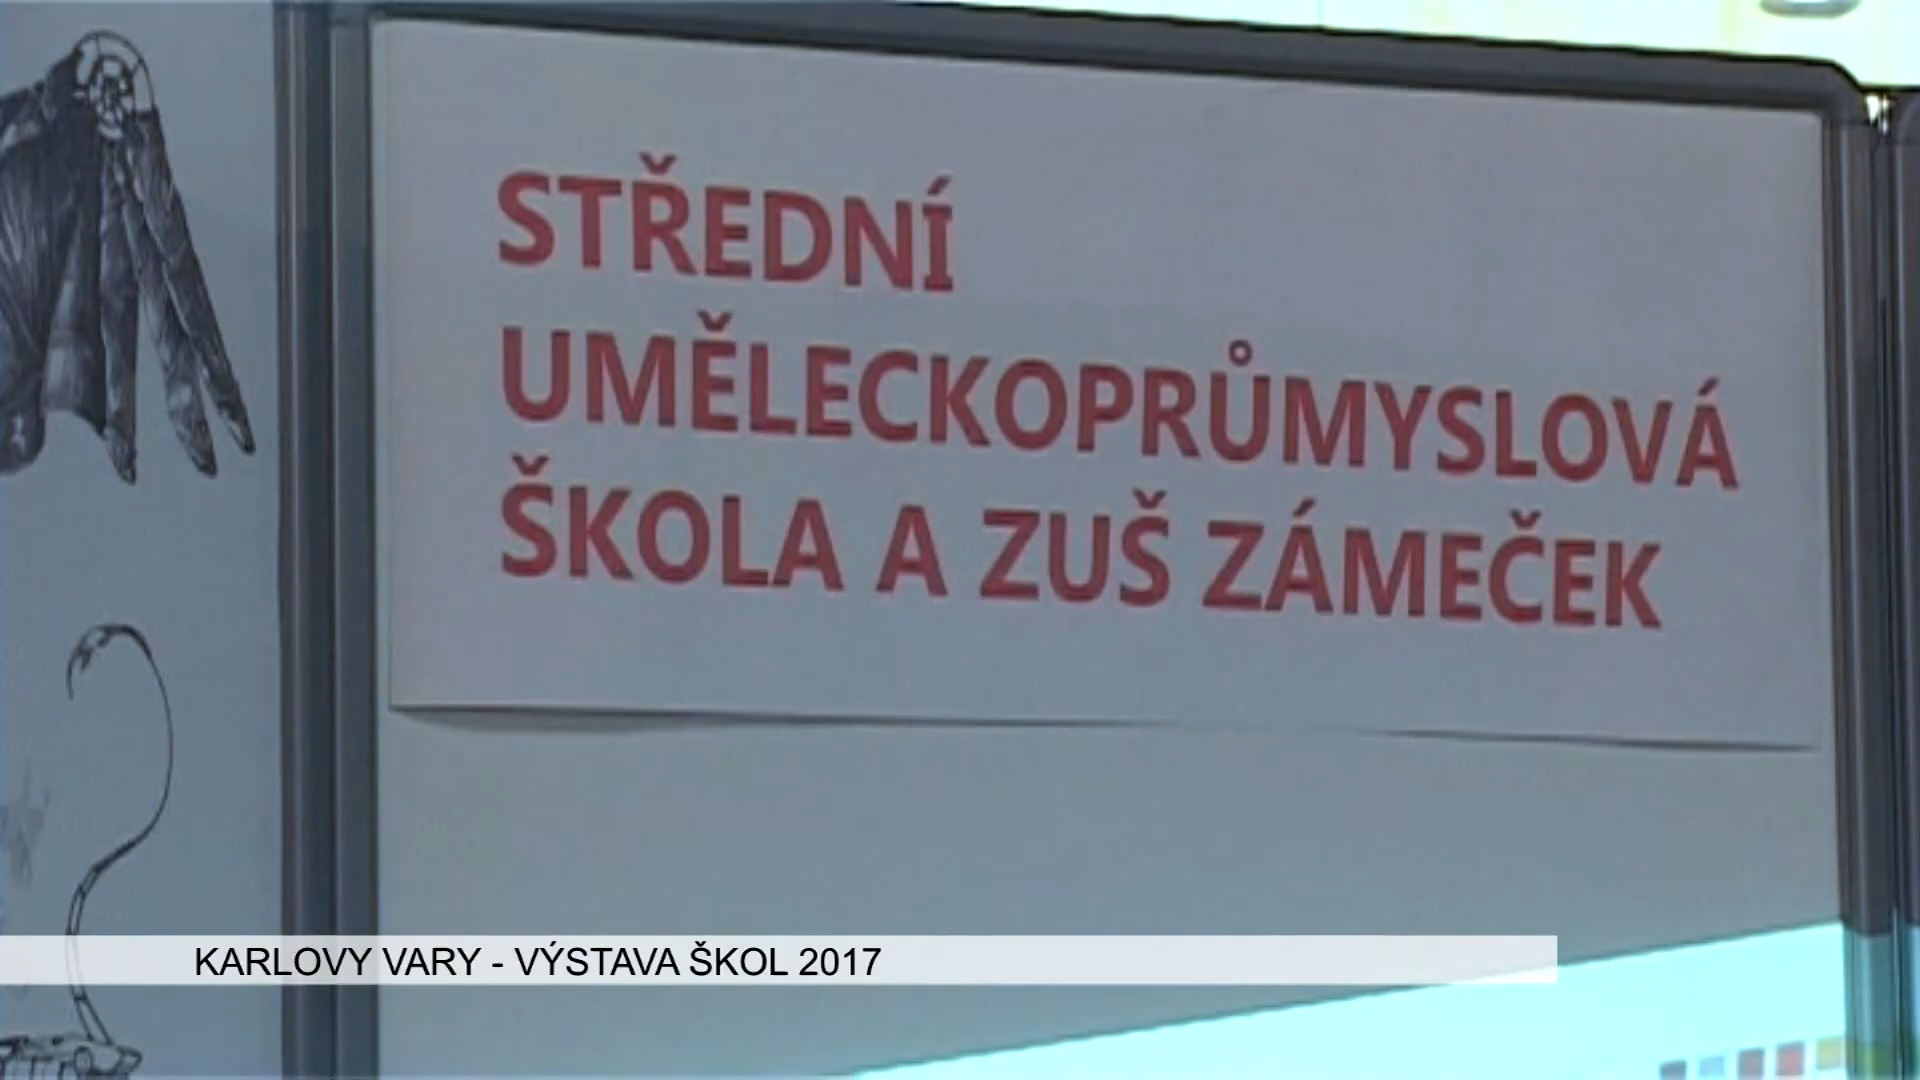 STŘEDNÍ
UMĚLECKOPRŮMYSLOVÁ
ŠKOLA A ZUŠ ZÁMEČEK
KARLOVY VARY - VÝSTAVA ŠKOL 2017